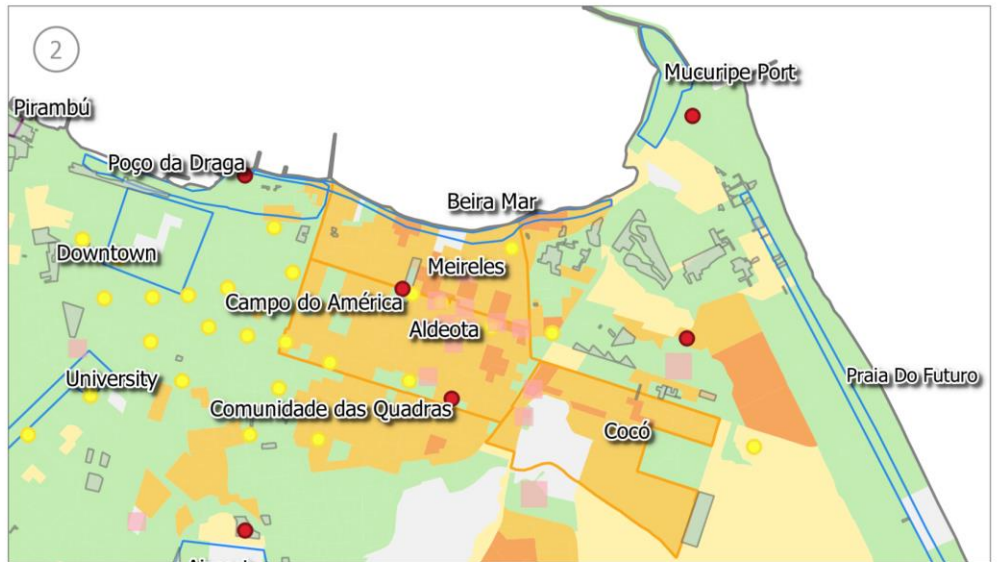 2
Mucuripe Port
Pirambú
Poço da Draga
Beira Mar
Downtown
Meireles
Campo do América
Aldeota
University
Praia Do Futuro
Comunidade das Quadras
Cocó